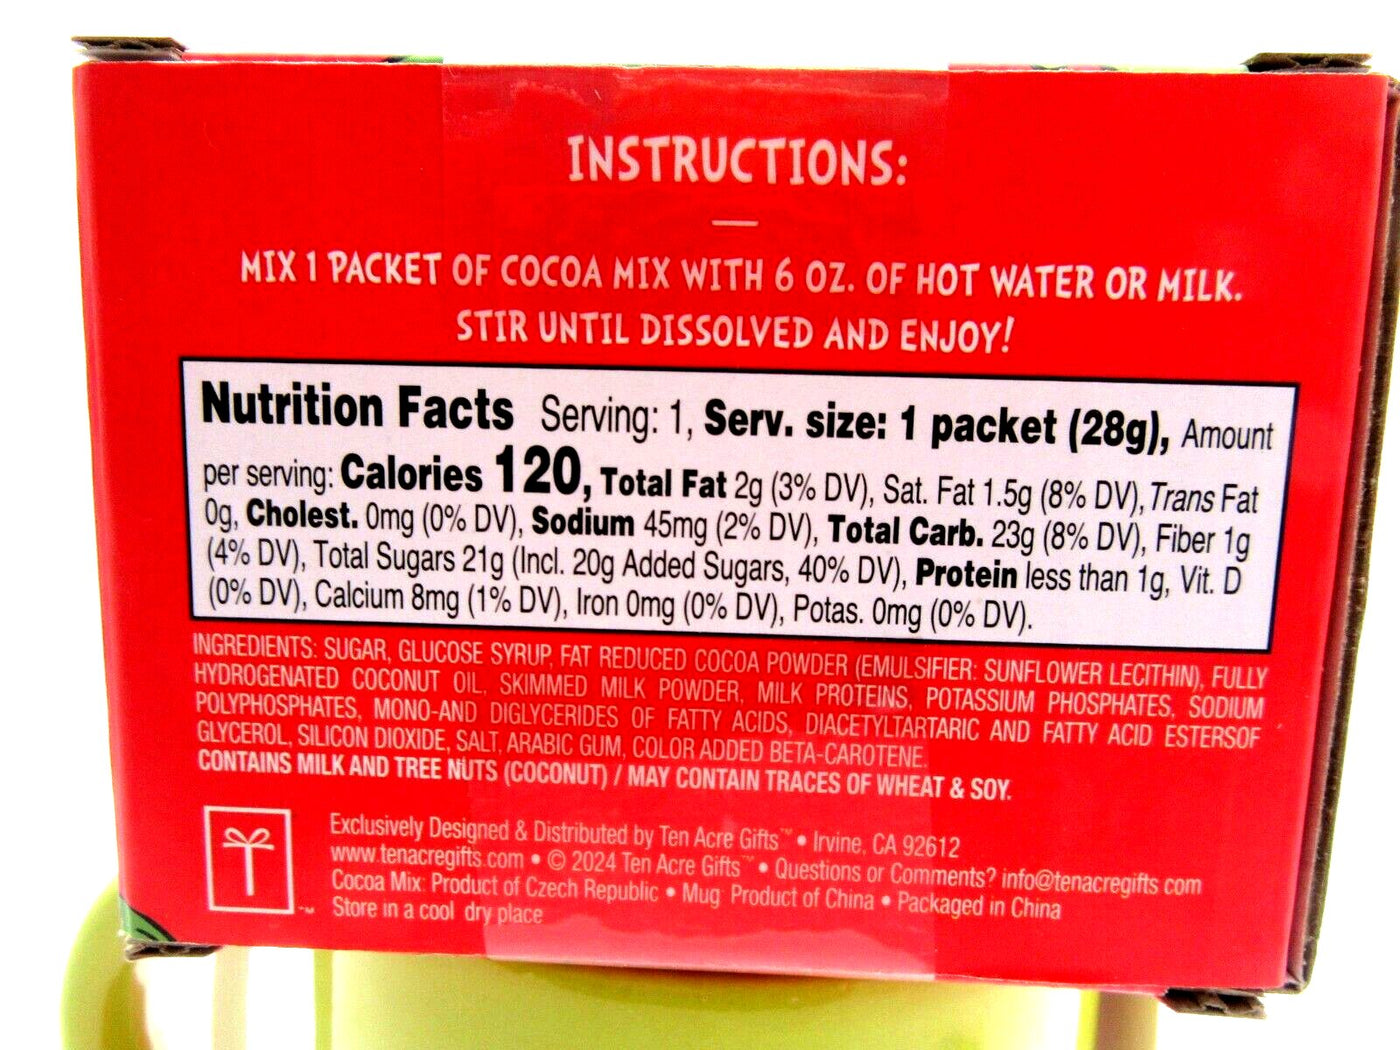 INSTRUCTIONS:
MIX 1 PACKET OF COCOA MIX WITH 6 OZ. OF HOT WATER OR MILK.
STIR UNTIL DISSOLVED AND ENJOY!
Nutrition Facts Serving: 1, Serv. size: 1 packet (28g), Amount
per serving: Calories 120, Total Fat 2g (3% DV), Sat. Fat 1.5g (8% DV), Trans Fat
0g, Cholest. 0mg (0% DV), Sodium 45mg (2% DV), Total Carb. 23g (8% DV), Fiber 1g
(4% DV), Total Sugars 21g (Incl. 20g Added Sugars, 40% DV), Protein less than 1g, Vit. D
(0% DV), Calcium 8mg (1% DV), Iron 0mg (0% DV), Potas. 0mg (0% DV).
INGREDIENTS: SUGAR, GLUCOSE SYRUP, FAT REDUCED COCOA POWDER (EMULSIFIER: SUNFLOWER LECITHIN), FULLY
HYDROGENATED COCONUT OIL, SKIMMED MILK POWDER, MILK PROTEINS, POTASSIUM PHOSPHATES, SODIUM
POLYPHOSPHATES, MONO-AND DIGLYCERIDES OF FATTY ACIDS, DIACETYLTARTARIC AND FATTY ACID ESTERSOF
GLYCEROL, SILICON DIOXIDE, SALT, ARABIC GUM, COLOR ADDED BETA-CAROTENE.
CONTAINS MILK AND TREE NUTS (COCONUT) / MAY CONTAIN TRACES OF WHEAT & SOY.
Exclusively Designed & Distributed by Ten Acre Gifts™ • Irvine, CA 92612
www.tenacregifts.com • © 2024 Ten Acre Gifts™ • Questions or Comments? info@tenacregifts.com
Cocoa Mix: Product of Czech Republic • Mug: Product of China • Packaged in China
™ Store in a cool dry place